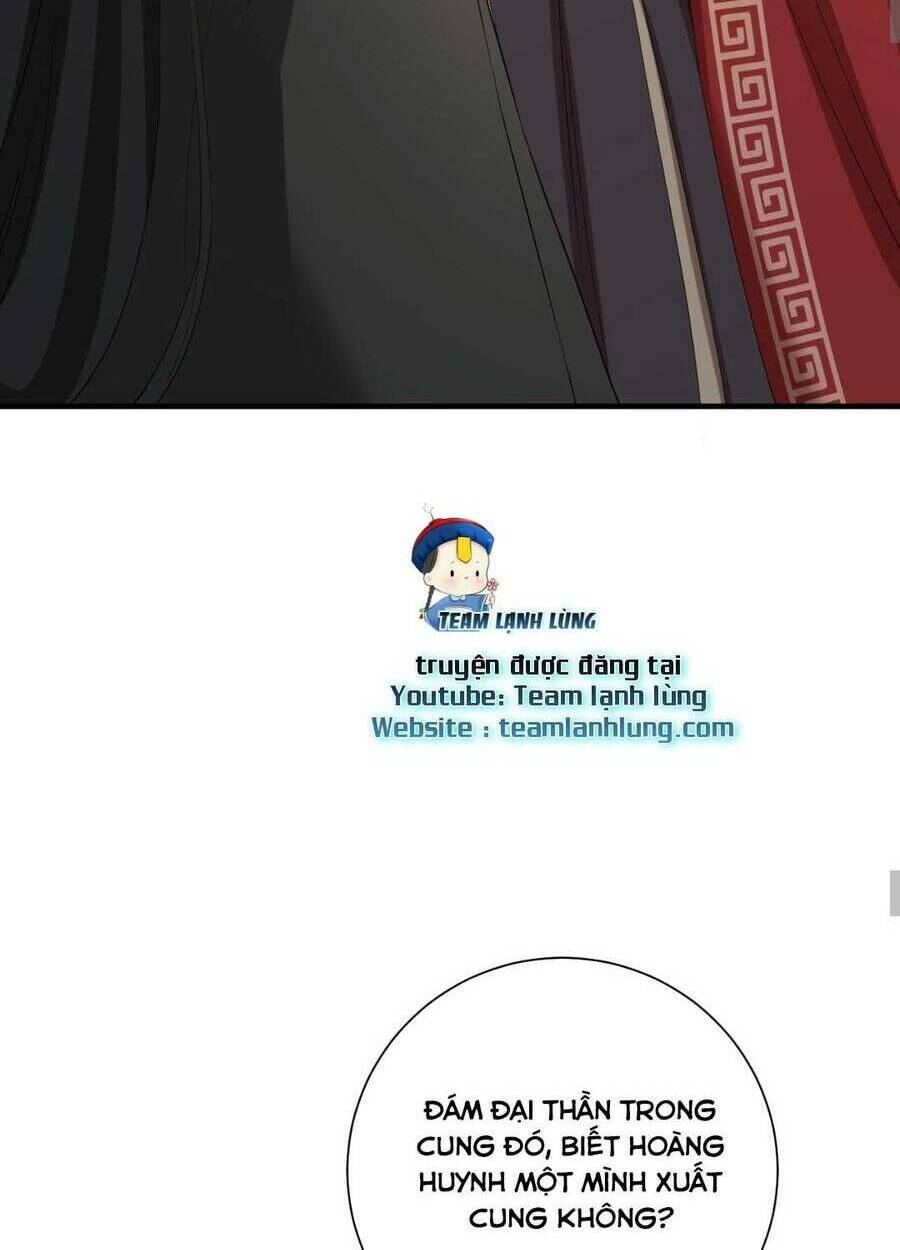 TEAM LẠNH LÙNG
truyện được đăng tại
Youtube: Team lạnh lùng
Website : teamlanhlung.com
ĐÁM ĐẠI THẦN TRONG
CUNG ĐÓ, BIẾT HOÀNG
HUYNH MỘT MÌNH XUẤT
CUNG KHÔNG?